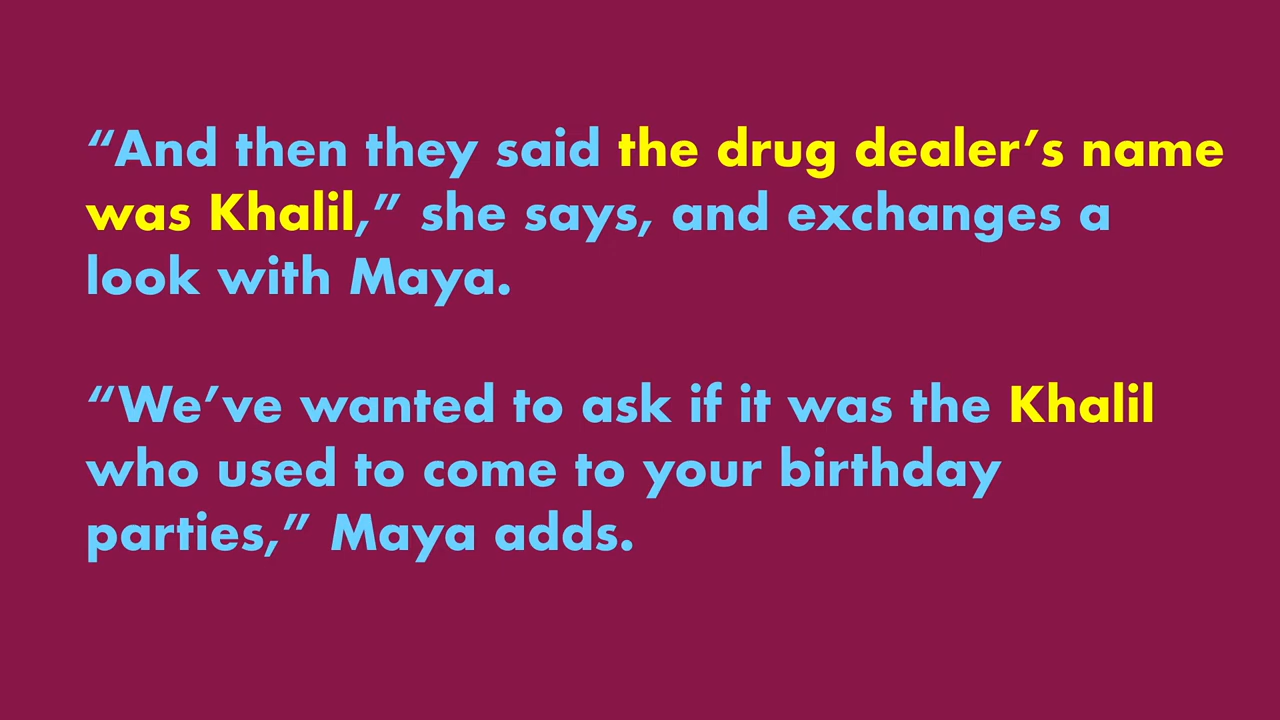 “And then they said the drug dealer’s name
was Khalil,” she says, and exchanges a
look with Maya.
“We’ve wanted to ask if it was the Khalil
who used to come to your birthday
parties,” Maya adds.